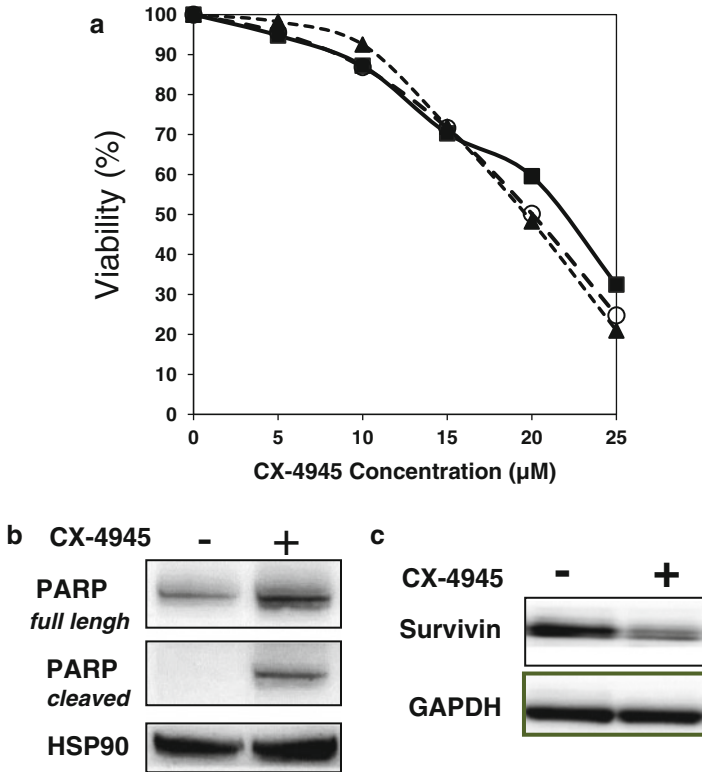 a
100
90
80
70
60
50
40
30
20
10
0
Viability (%)
0 5 10 15 20 25
CX-4945 Concentration (µM)
b CX-4945 - +
PARP
full lengh
PARP
cleaved
HSP90
c
CX-4945 - +
Survivin
GAPDH